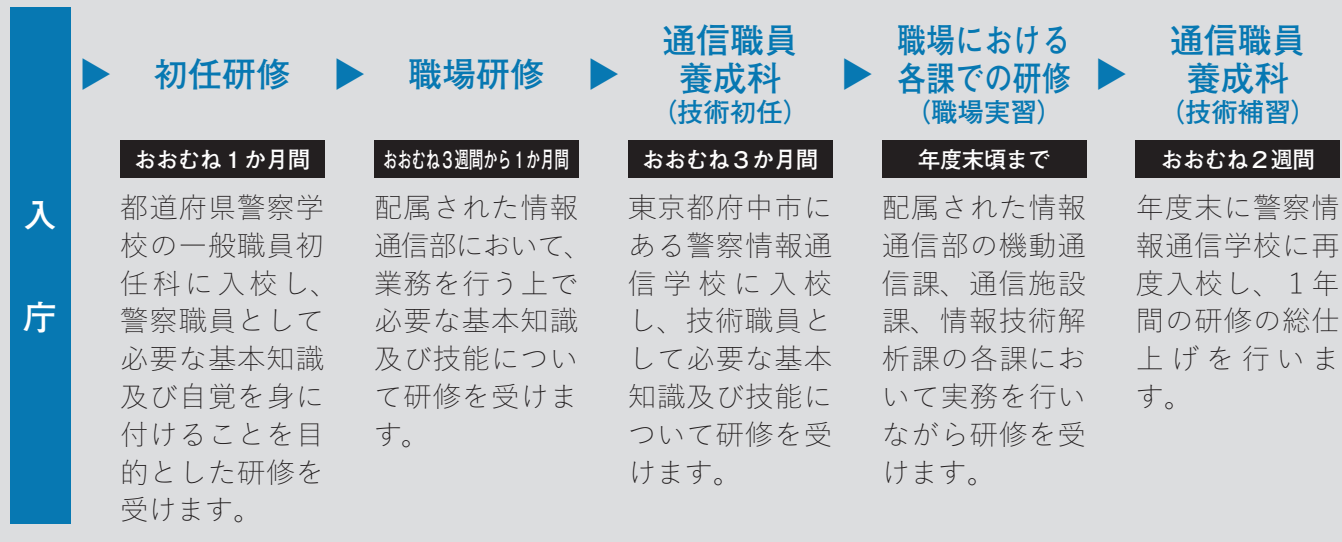 入庁
初任研修
おおむね１か月間
都道府県警察学
校の一般職員初
任科に入校し、
警察職員として
必要な基本知識
及び自覚を身に
付けることを目
的とした研修を
受けます。
職場研修
おおむね３週間から１か月間
配属された情報
通信部において、
業務を行う上で
必要な基本知識
及び技能につい
て研修を受けま
す。
通信職員
養成科
（技術初任）
おおむね３か月間
東京都府中市に
ある警察情報通
信学校に入校
し、技術職員と
して必要な基本
知識及び技能に
ついて研修を受
けます。
職場における
各課での研修
（職場実習）
年度末頃まで
配属された情報
通信部の機動通
信課、通信施設
課、情報技術解
析課の各課にお
いて実務を行い
ながら研修を受
けます。
通信職員
養成科
（技術補習）
おおむね２週間
年度末に警察情
報通信学校に再
度入校し、１年
間の研修の総仕
上げを行いま
す。